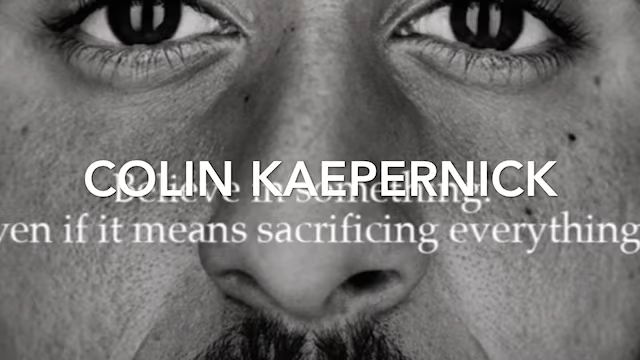 COLIN KAEPERNICK
Believe in something.
ven if it means sacrificing everything